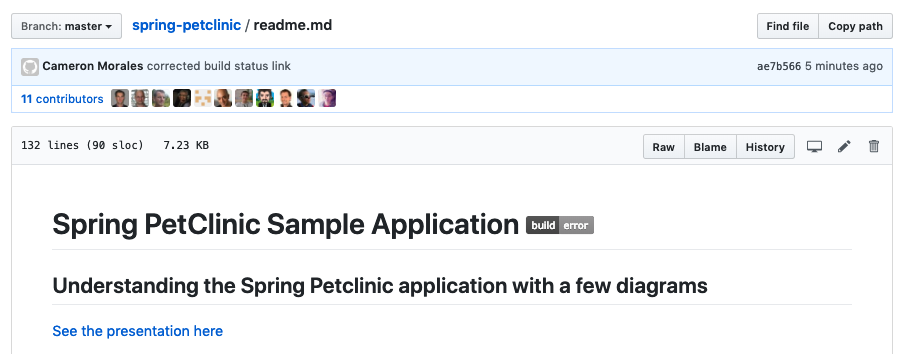 Branch: master
spring-petclinic / readme.md
Find file
Copy path
Cameron Morales corrected build status link
ae7b566 5 minutes ago
11 contributors
132 lines (90 sloc) 7.23 KB
Raw
Blame
History
Spring PetClinic Sample Application build error
Understanding the Spring Petclinic application with a few diagrams
See the presentation here